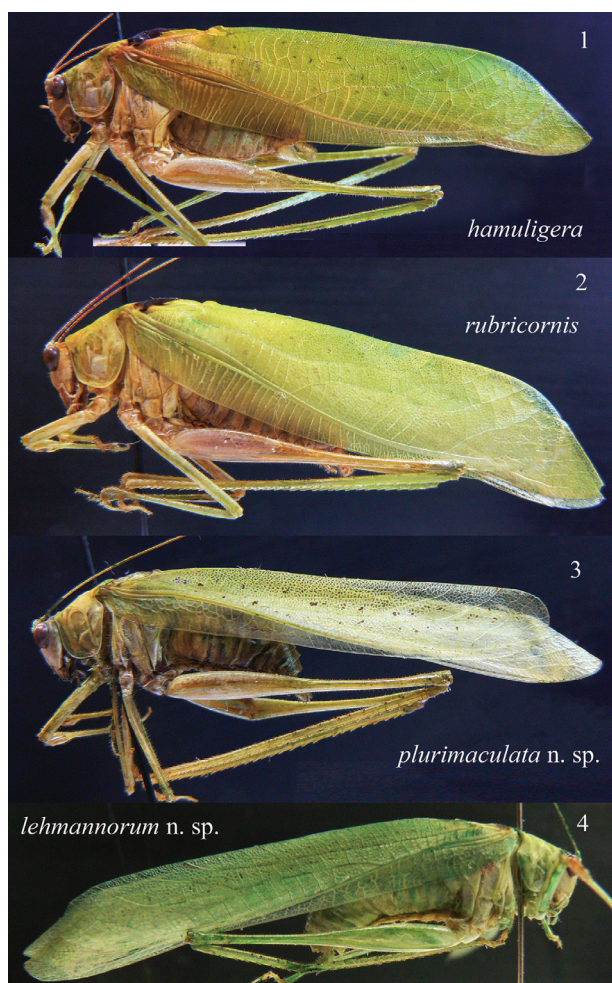 1
hamuligera
2
rubricornis
3
plurimaculata n. sp.
lehmannorum n. sp.
4